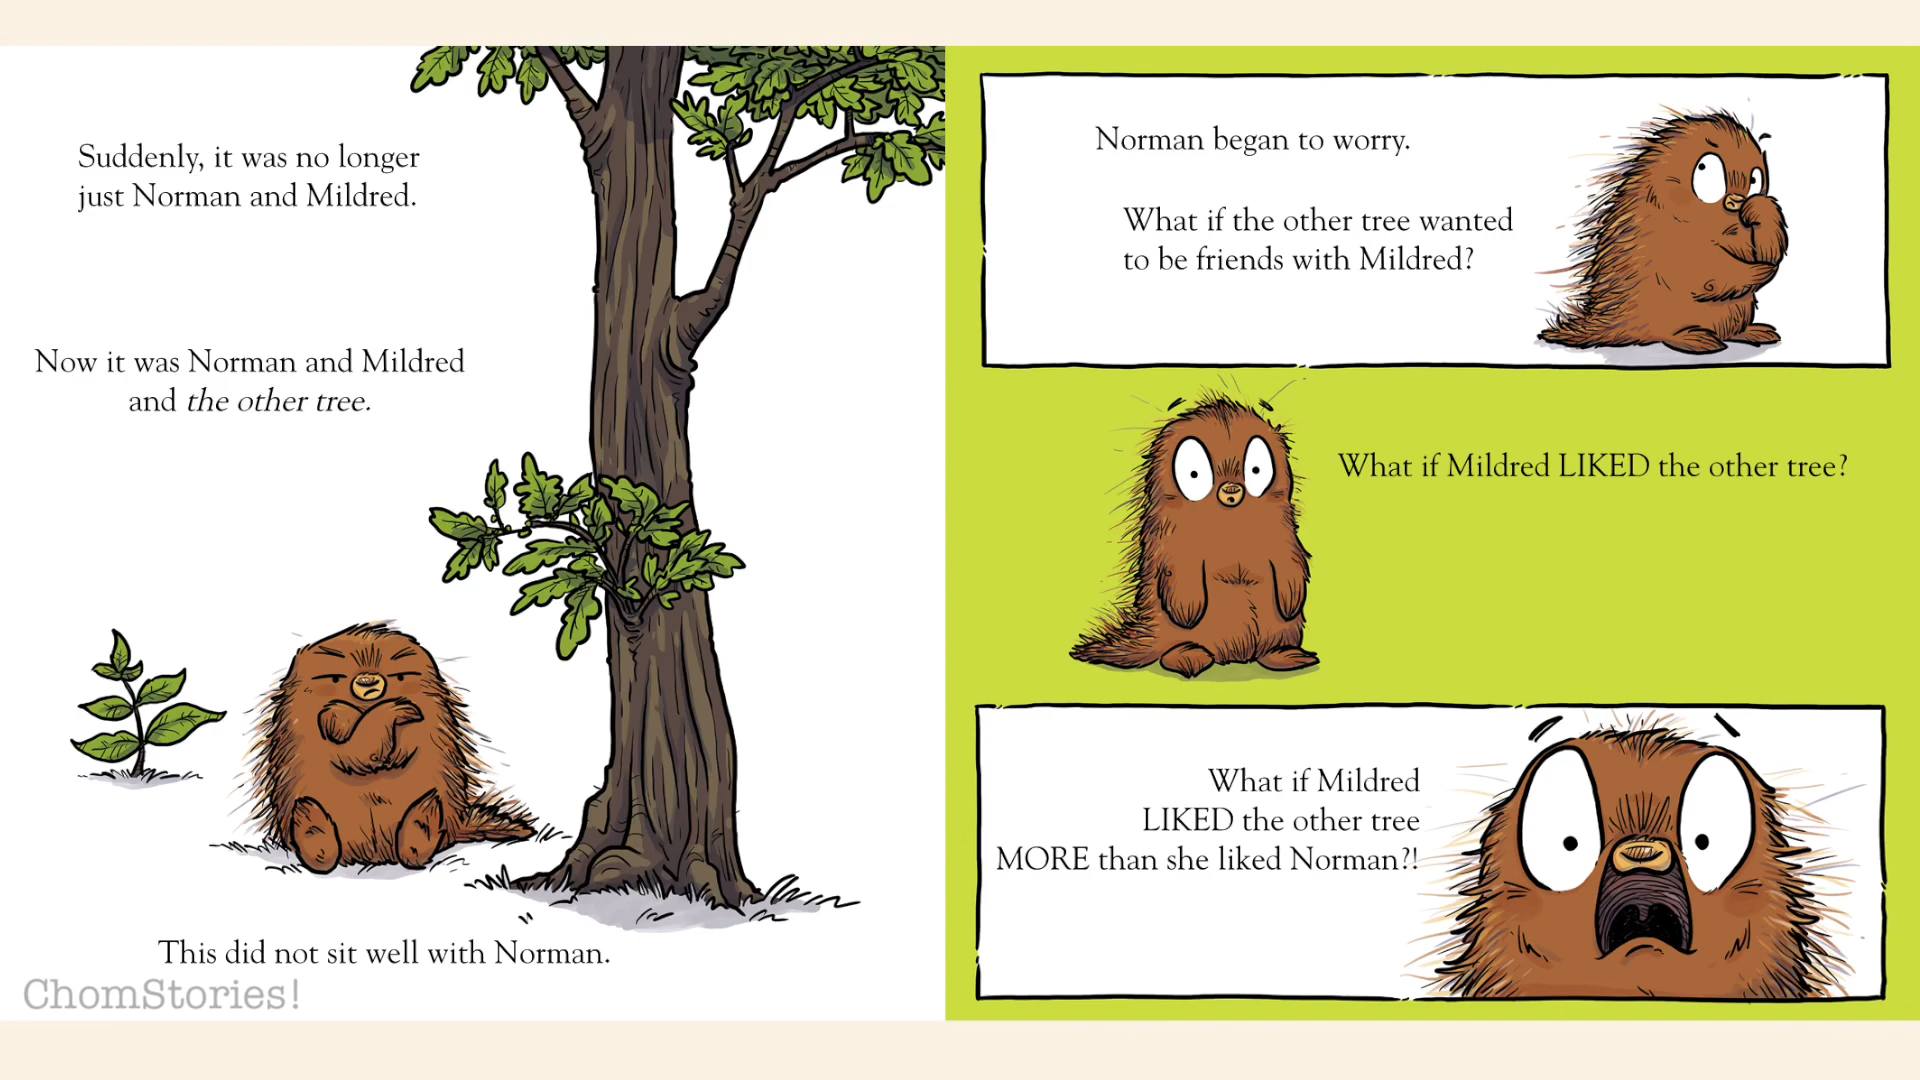 Suddenly, it was no longer
just Norman and Mildred.
Now it was Norman and Mildred
and the other tree.
This did not sit well with Norman.
ChomStories!
Norman began to worry.
What if the other tree wanted
to be friends with Mildred?
What if Mildred LIKED the other tree?
What if Mildred
LIKED the other tree
MORE than she liked Norman?!